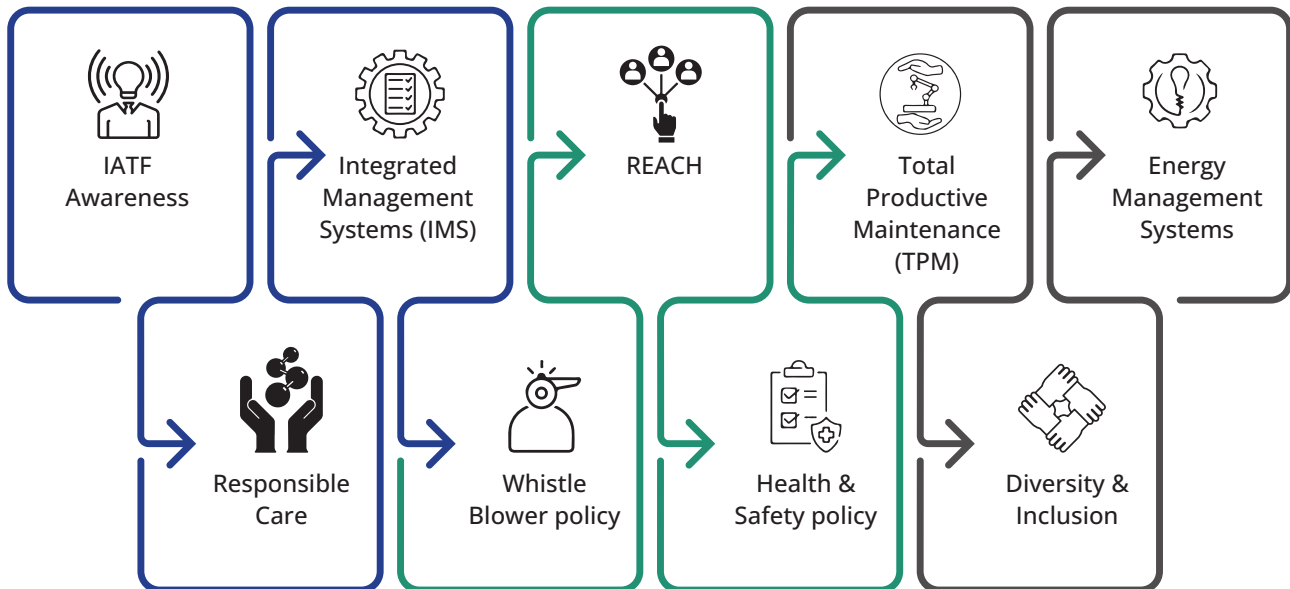 IATF
Awareness
Integrated
Management
Systems (IMS)
REACH
Total
Productive
Maintenance
(TPM)
Energy
Management
Systems
Responsible
Care
Whistle
Blower policy
Health &
Safety policy
Diversity &
Inclusion